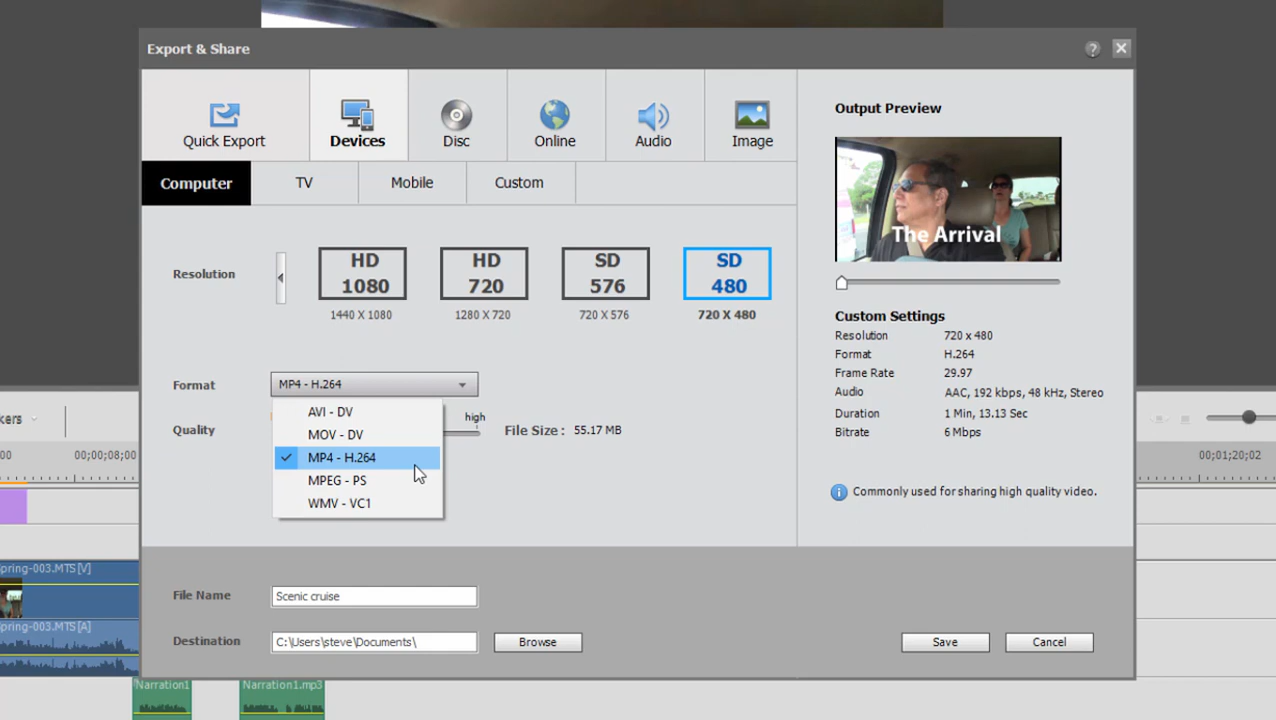 Export & Share
?
Quick Export
Devices
Disc
Online
Audio
Image
Computer
TV
Mobile
Custom
Resolution
HD
1080
1440 X 1080
HD
720
1280 X 720
SD
576
720 X 576
SD
480
720 X 480
Format
MP4 - H.264
AVI - DV
MOV - DV
MP4 - H.264
MPEG - PS
WMV - VC1
Quality
high
File Size: 55.17 MB
File Name
Scenic cruise
Destination
C:\Users\steve\Documents\
Browse
Save
Cancel
Output Preview
The Arrival
Custom Settings
Resolution 720 x 480
Format H.264
Frame Rate 29.97
Audio AAC, 192 kbps, 48 kHz, Stereo
Duration 1 Min, 13.13 Sec
Bitrate 6 Mbps
Commonly used for sharing high quality video.
kers
00
00;00;08;00
00;01;20;02
Spring-003.MTS [V]
Spring-003.MTS [A]
Narration1
Narration1.mp3